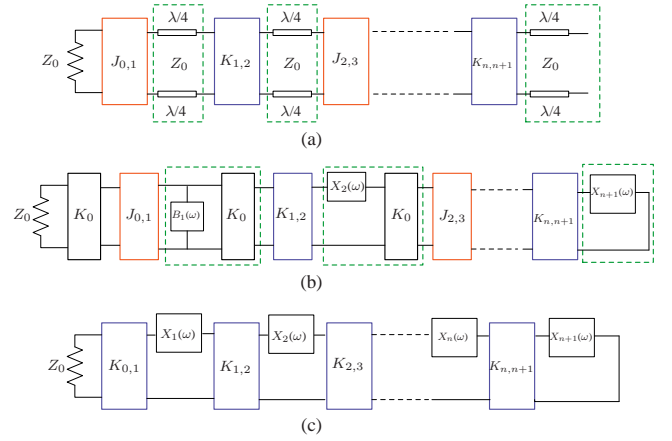 λ/4 λ/4 λ/4
Z₀ J₀,₁ Z₀ K₁,₂ Z₀ J₂,₃ Kₙ,ₙ₊₁ Z₀
λ/4 λ/4 λ/4
(a)
Z₀ K₀ J₀,₁ B₁(ω) K₀ K₁,₂ X₂(ω) K₀ J₂,₃ Kₙ,ₙ₊₁ Xₙ₊₁(ω)
(b)
Z₀ K₀,₁ X₁(ω) K₁,₂ X₂(ω) K₂,₃ Xₙ(ω) Kₙ,ₙ₊₁ Xₙ₊₁(ω)
(c)